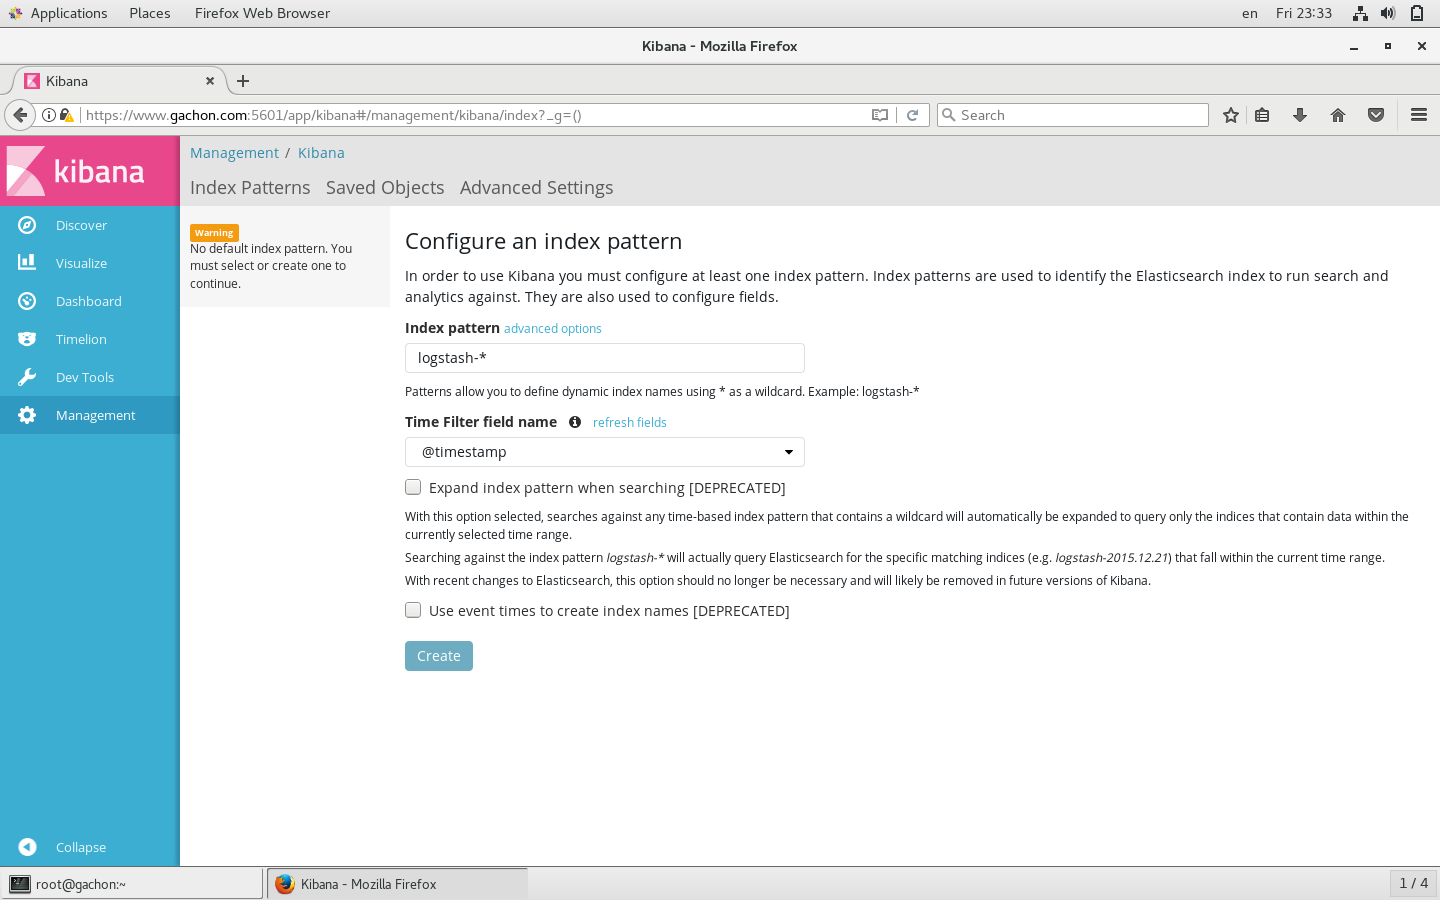 Applications Places Firefox Web Browser en Fri 23:33
Kibana - Mozilla Firefox
Kibana
https://www.gachon.com:5601/app/kibana#/management/kibana/index?_g=() Search
kibana
Management / Kibana
Index Patterns Saved Objects Advanced Settings
Discover
Visualize
Dashboard
Timelion
Dev Tools
Management
Collapse
Warning
No default index pattern. You
must select or create one to
continue.
Configure an index pattern
In order to use Kibana you must configure at least one index pattern. Index patterns are used to identify the Elasticsearch index to run search and
analytics against. They are also used to configure fields.
Index pattern advanced options
logstash-*
Patterns allow you to define dynamic index names using * as a wildcard. Example: logstash-*
Time Filter field name refresh fields
@timestamp
Expand index pattern when searching [DEPRECATED]
With this option selected, searches against any time-based index pattern that contains a wildcard will automatically be expanded to query only the indices that contain data within the
currently selected time range.
Searching against the index pattern logstash-* will actually query Elasticsearch for the specific matching indices (e.g. logstash-2015.12.21) that fall within the current time range.
With recent changes to Elasticsearch, this option should no longer be necessary and will likely be removed in future versions of Kibana.
Use event times to create index names [DEPRECATED]
Create
root@gachon:~ Kibana - Mozilla Firefox 1 / 4